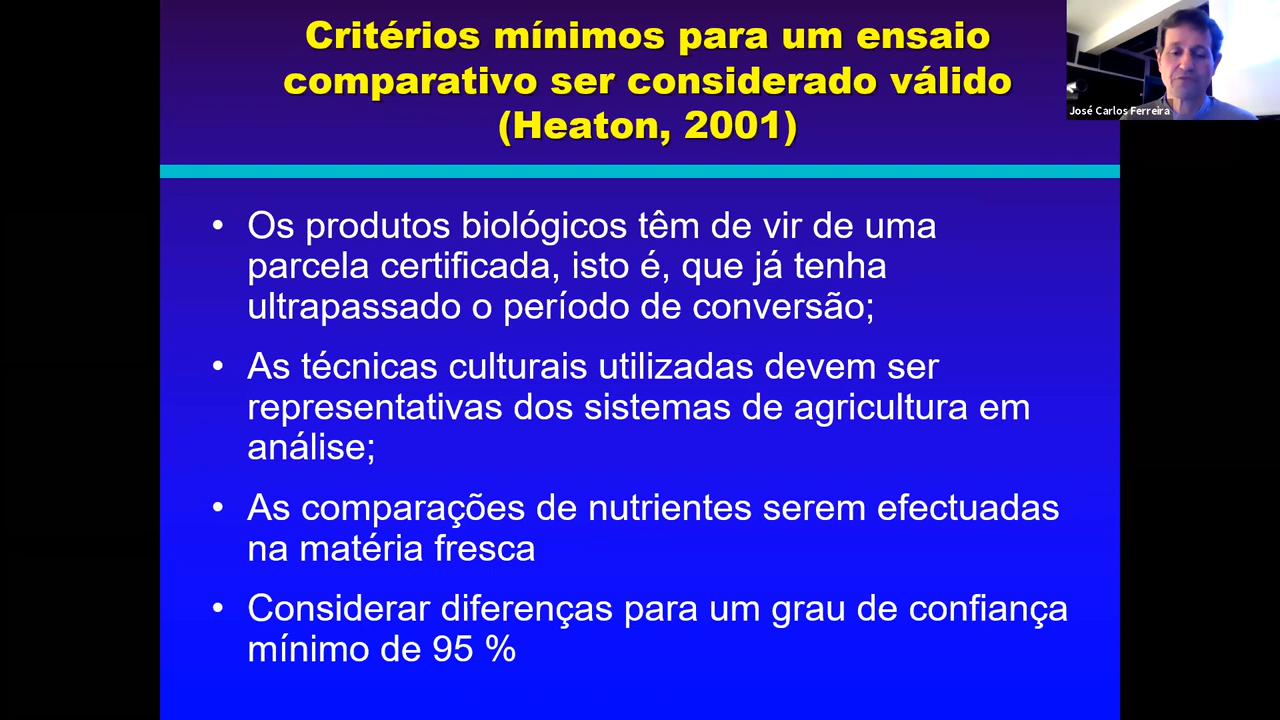 Critérios mínimos para um ensaio
comparativo ser considerado válido
(Heaton, 2001)
José Carlos Ferreira
• Os produtos biológicos têm de vir de uma
parcela certificada, isto é, que já tenha
ultrapassado o período de conversão;
• As técnicas culturais utilizadas devem ser
representativas dos sistemas de agricultura em
análise;
• As comparações de nutrientes serem efectuadas
na matéria fresca
• Considerar diferenças para um grau de confiança
mínimo de 95 %